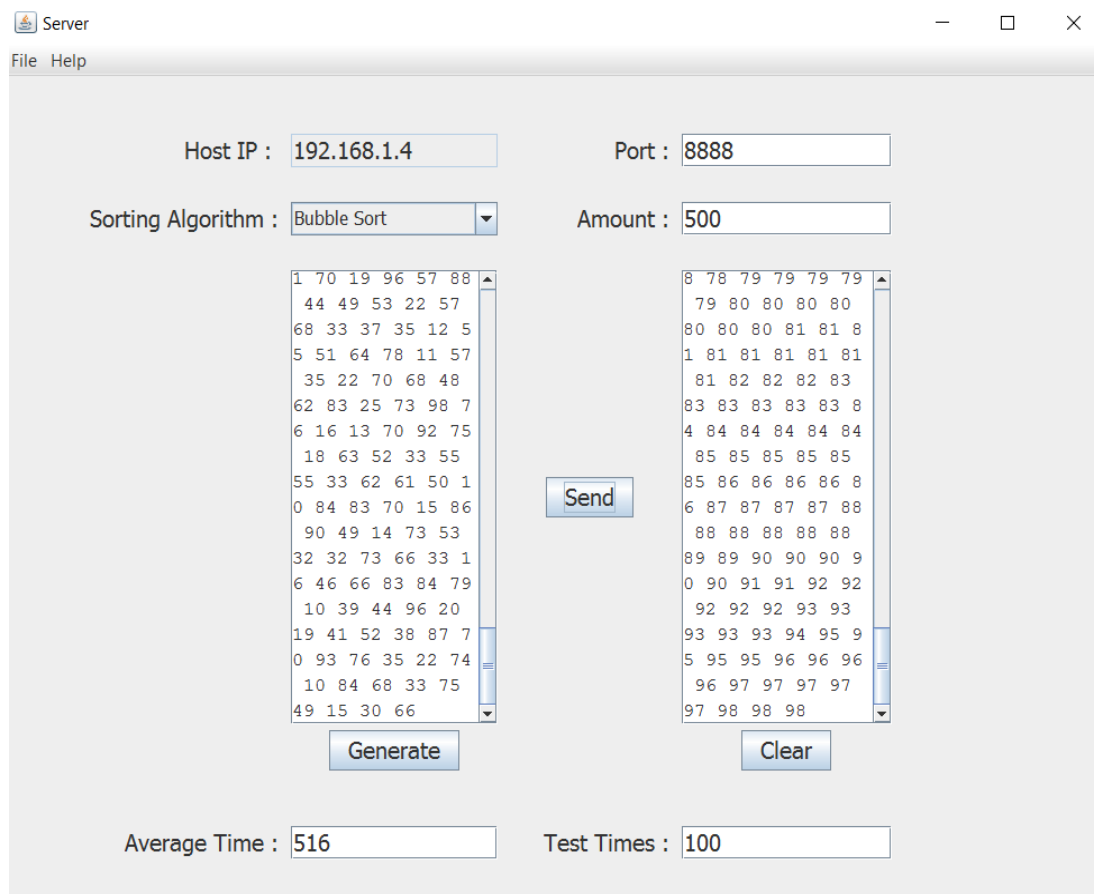 Server
File Help
Host IP : 192.168.1.4 Port : 8888
Sorting Algorithm : Bubble Sort Amount : 500
1 70 19 96 57 88
44 49 53 22 57
68 33 37 35 12 5
5 51 64 78 11 57
35 22 70 68 48
62 83 25 73 98 7
6 16 13 70 92 75
18 63 52 33 55
55 33 62 61 50 1
0 84 83 70 15 86
90 49 14 73 53
32 32 73 66 33 1
6 46 66 83 84 79
10 39 44 96 20
19 41 52 38 87 7
0 93 76 35 22 74
10 84 68 33 75
49 15 30 66
Generate
Send
8 78 79 79 79 79
79 80 80 80 80
80 80 80 81 81 8
1 81 81 81 81 81
81 82 82 82 83
83 83 83 83 83 8
4 84 84 84 84 84
85 85 85 85 85
85 86 86 86 86 8
6 87 87 87 87 88
88 88 88 88 88
89 89 90 90 90 9
0 90 91 91 92 92
92 92 92 93 93
93 93 93 94 95 9
5 95 95 96 96 96
96 97 97 97 97
97 98 98 98
Clear
Average Time : 516 Test Times : 100